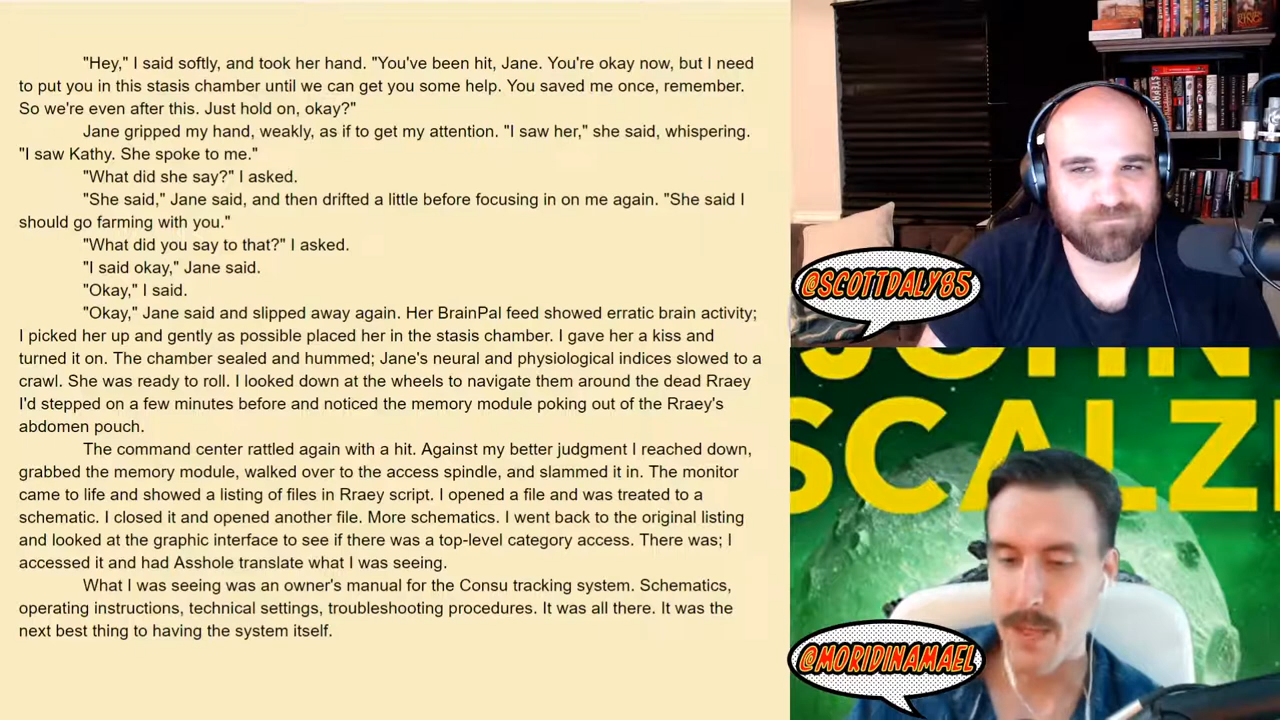 "Hey," I said softly, and took her hand. "You've been hit, Jane. You're okay now, but I need
to put you in this stasis chamber until we can get you some help. You saved me once, remember.
So we're even after this. Just hold on, okay?"
Jane gripped my hand, weakly, as if to get my attention. "I saw her," she said, whispering.
"I saw Kathy. She spoke to me."
"What did she say?" I asked.
"She said," Jane said, and then drifted a little before focusing in on me again. "She said I
should go farming with you."
"What did you say to that?" I asked.
"I said okay," Jane said.
"Okay," I said.
"Okay," Jane said and slipped away again. Her BrainPal feed showed erratic brain activity;
I picked her up and gently as possible placed her in the stasis chamber. I gave her a kiss and
turned it on. The chamber sealed and hummed; Jane's neural and physiological indices slowed to a
crawl. She was ready to roll. I looked down at the wheels to navigate them around the dead Rraey
I'd stepped on a few minutes before and noticed the memory module poking out of the Rraey's
abdomen pouch.
The command center rattled again with a hit. Against my better judgment I reached down,
grabbed the memory module, walked over to the access spindle, and slammed it in. The monitor
came to life and showed a listing of files in Rraey script. I opened a file and was treated to a
schematic. I closed it and opened another file. More schematics. I went back to the original listing
and looked at the graphic interface to see if there was a top-level category access. There was; I
accessed it and had Asshole translate what I was seeing.
What I was seeing was an owner's manual for the Consu tracking system. Schematics,
operating instructions, technical settings, troubleshooting procedures. It was all there. It was the
next best thing to having the system itself.
@SCOTTDALY85
JOHN
SCALZI
@MORIDINAMAEL